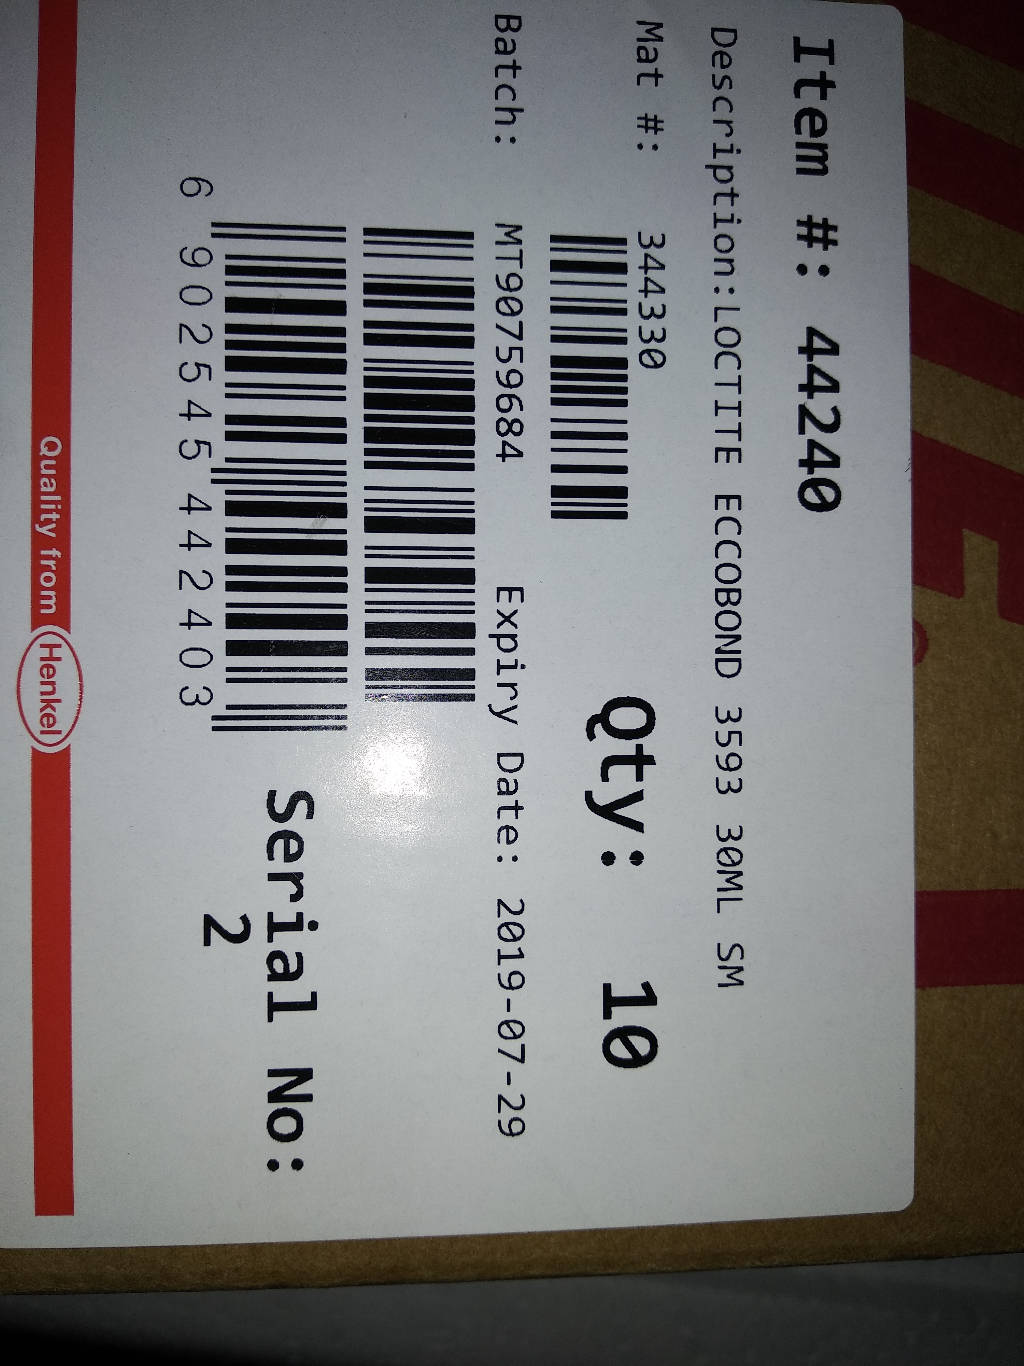 Item #: 44240
Description:LOCTITE ECCOBOND 3593 30ML SM
Mat #: 344330
Qty: 10
Batch: MT90759684 Expiry Date: 2019-07-29
6 902545 442403
Serial No:
2
Quality from Henkel